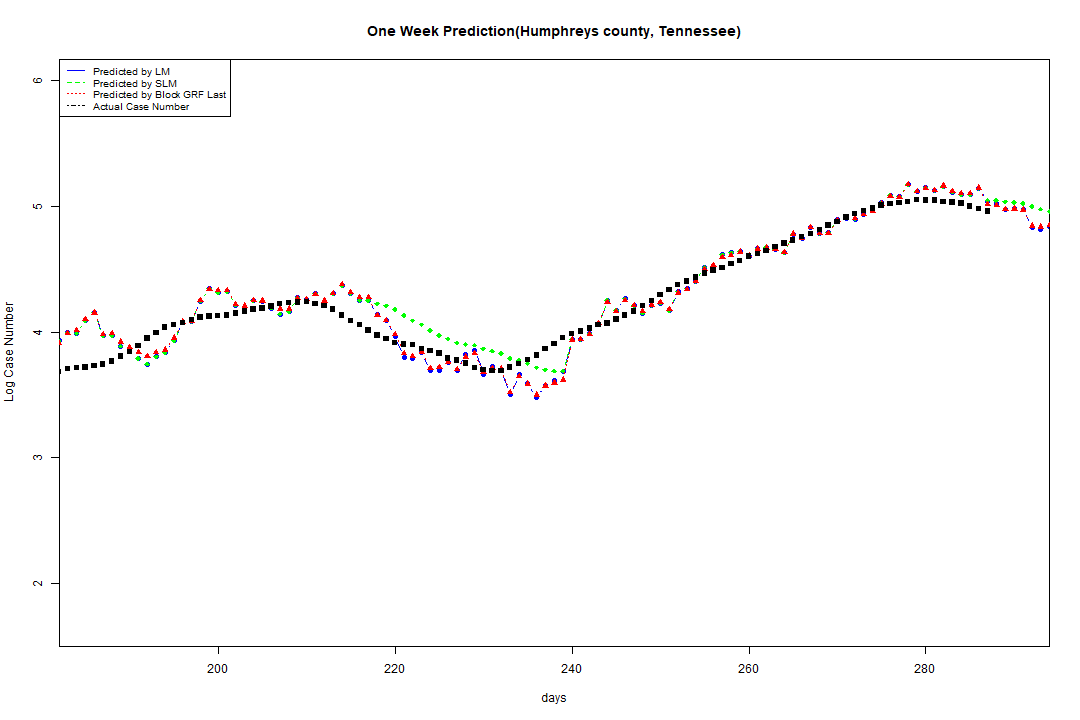 One Week Prediction(Humphreys county, Tennessee)
Predicted by LM
Predicted by SLM
Predicted by Block GRF Last
Actual Case Number
6
5
4
3
2
Log Case Number
200 220 240 260 280
days